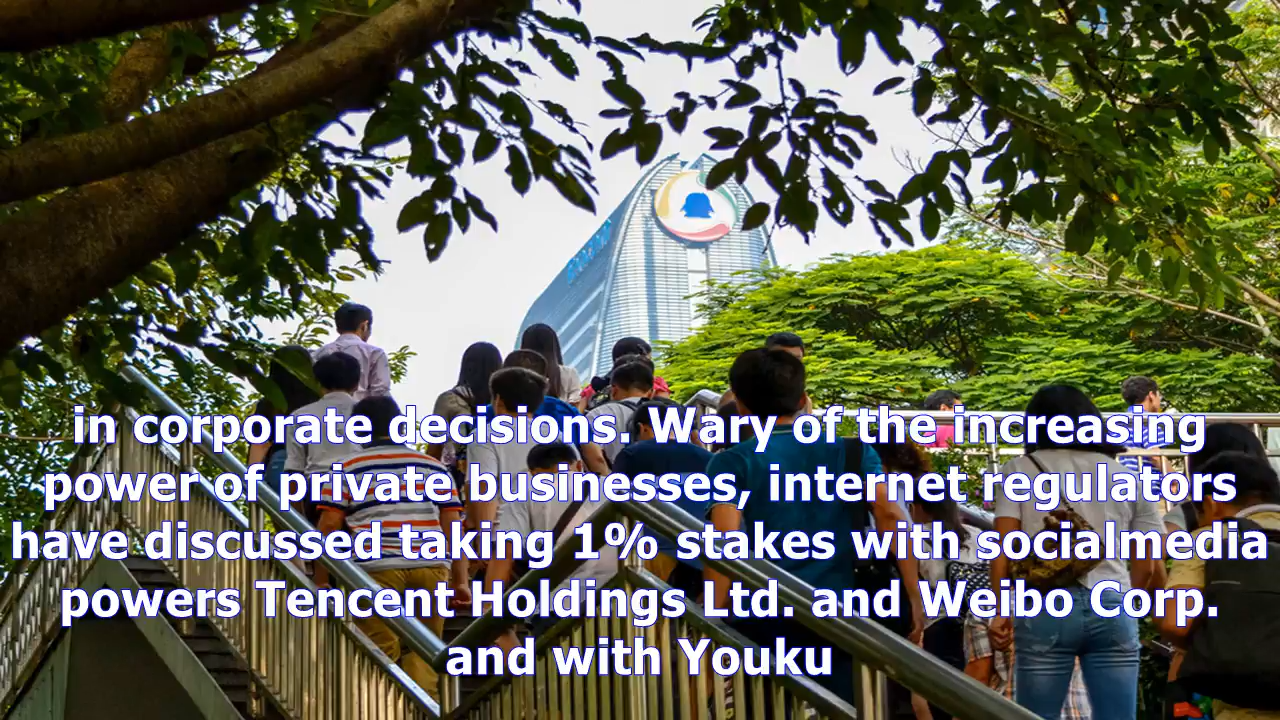 in corporate decisions. Wary of the increasing
power of private businesses, internet regulators
have discussed taking 1% stakes with socialmedia
powers Tencent Holdings Ltd. and Weibo Corp.
and with Youku